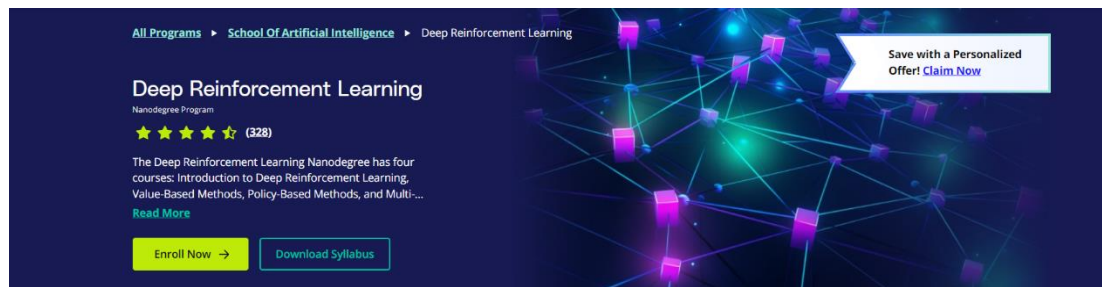 All Programs ▸ School Of Artificial Intelligence ▸ Deep Reinforcement Learning
Save with a Personalized
Offer! Claim Now
Deep Reinforcement Learning
Nanodegree Program
(328)
The Deep Reinforcement Learning Nanodegree has four
courses: Introduction to Deep Reinforcement Learning,
Value-Based Methods, Policy-Based Methods, and Multi-...
Read More
Enroll Now →
Download Syllabus